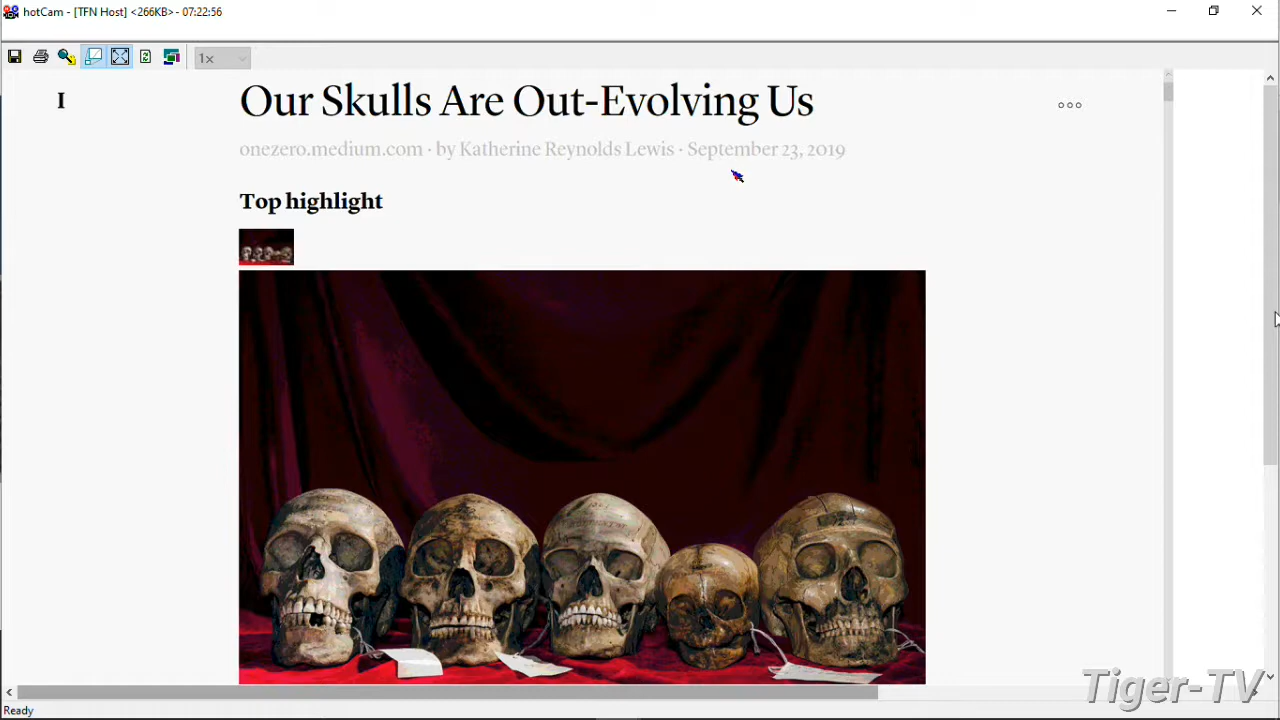 hotCam - [TFN Host] <266KB> - 07:22:56
1x
Our Skulls Are Out-Evolving Us
onezero.medium.com · by Katherine Reynolds Lewis · September 23, 2019
Top highlight
Tiger-TV
Ready